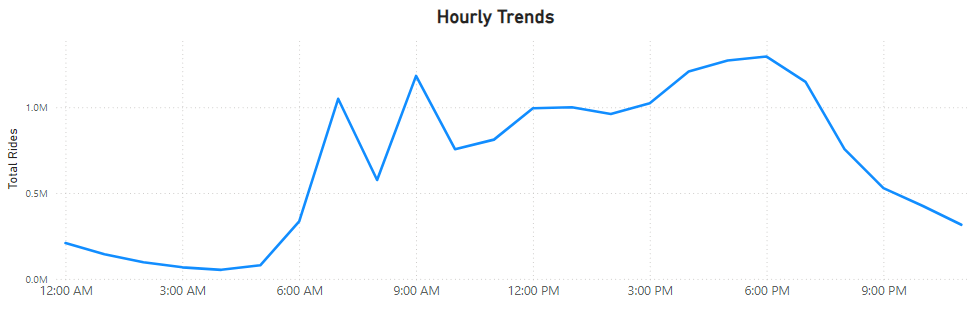 Hourly Trends
Total Rides
1.0M
0.5M
0.0M
12:00 AM 3:00 AM 6:00 AM 9:00 AM 12:00 PM 3:00 PM 6:00 PM 9:00 PM